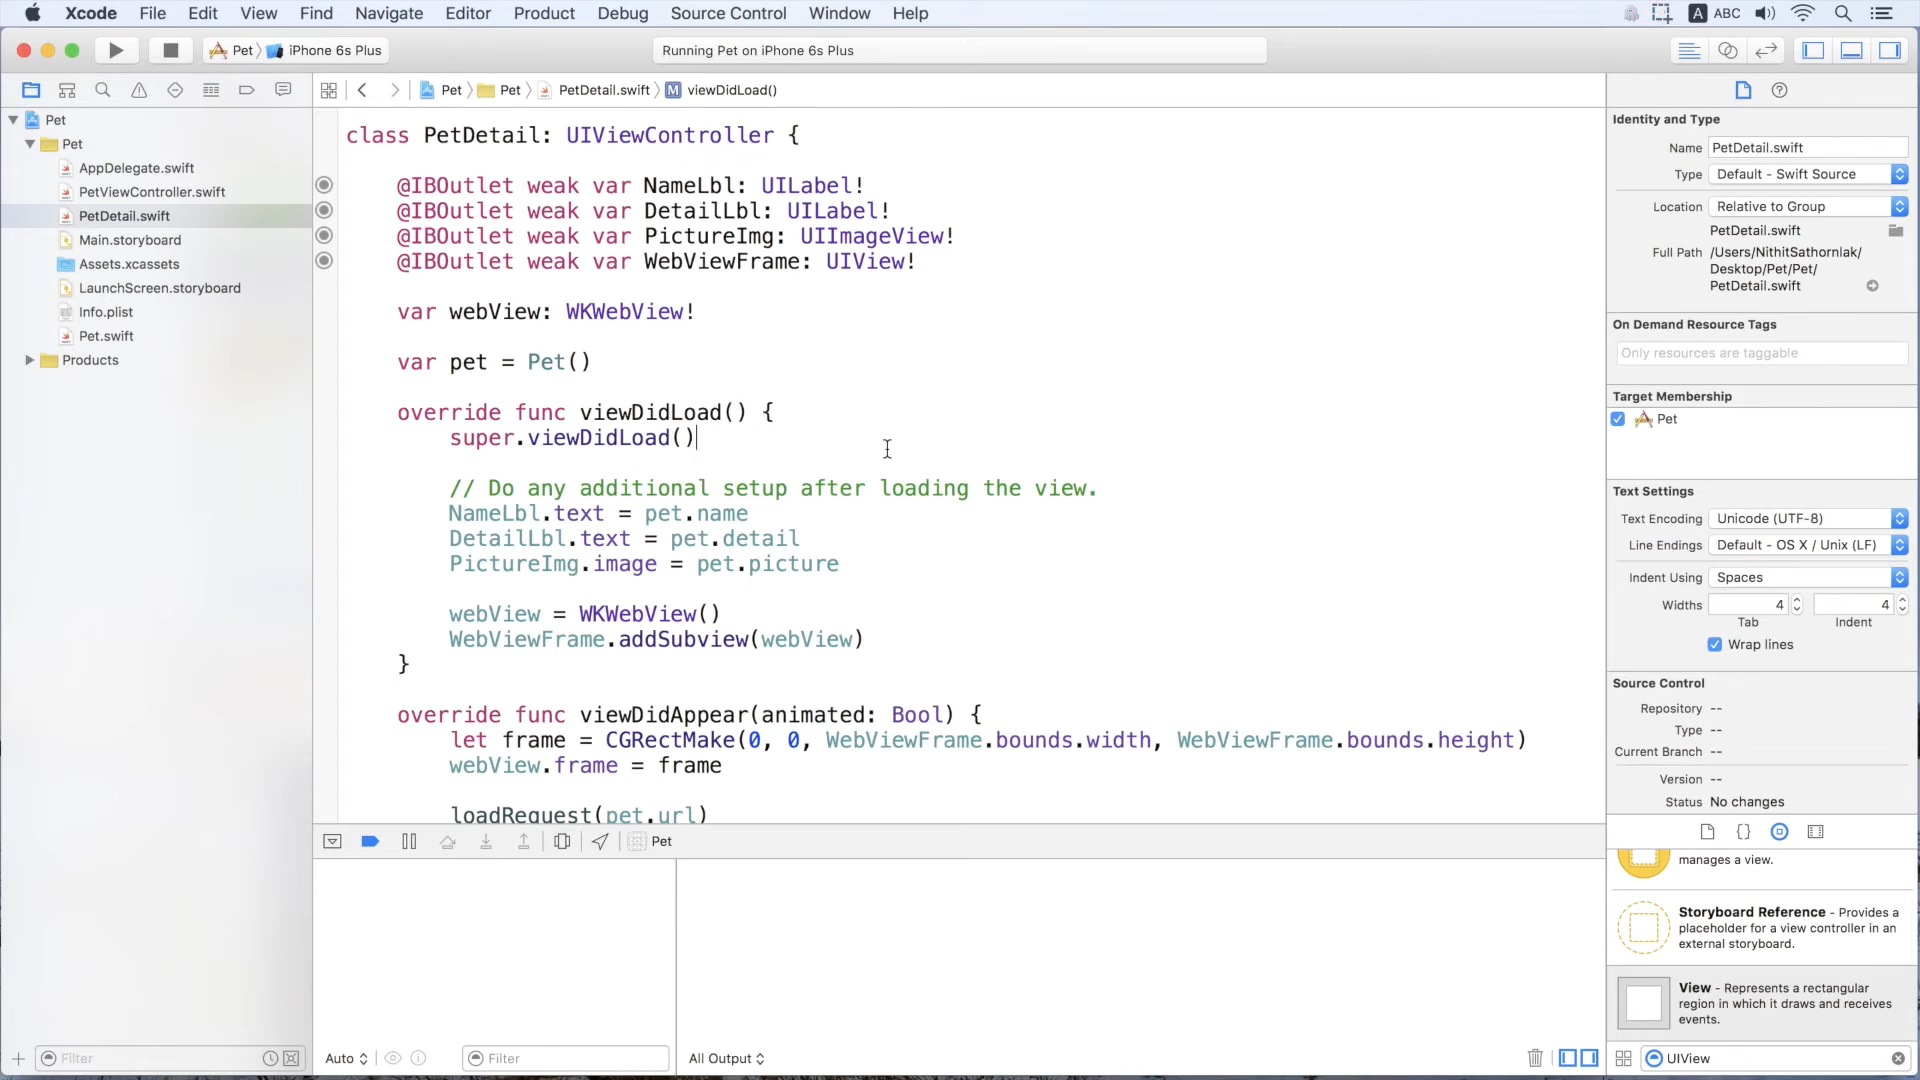 Xcode File Edit View Find Navigate Editor Product Debug Source Control Window Help
A ABC
Pet iPhone 6s Plus
Running Pet on iPhone 6s Plus
Pet Pet PetDetail.swift M viewDidLoad()
Pet
Pet
AppDelegate.swift
PetViewController.swift
PetDetail.swift
Main.storyboard
Assets.xcassets
LaunchScreen.storyboard
Info.plist
Pet.swift
Products
Filter
class PetDetail: UIViewController {
@IBOutlet weak var NameLbl: UILabel!
@IBOutlet weak var DetailLbl: UILabel!
@IBOutlet weak var PictureImg: UIImageView!
@IBOutlet weak var WebViewFrame: UIView!
var webView: WKWebView!
var pet = Pet()
override func viewDidLoad() {
super.viewDidLoad()
// Do any additional setup after loading the view.
NameLbl.text = pet.name
DetailLbl.text = pet.detail
PictureImg.image = pet.picture
webView = WKWebView()
WebViewFrame.addSubview(webView)
}
override func viewDidAppear(animated: Bool) {
let frame = CGRectMake(0, 0, WebViewFrame.bounds.width, WebViewFrame.bounds.height)
webView.frame = frame
loadRequest(pet.url)
Pet
Auto
Filter
All Output
Identity and Type
Name PetDetail.swift
Type Default - Swift Source
Location Relative to Group
PetDetail.swift
Full Path /Users/NithitSathornlak/
Desktop/Pet/Pet/
PetDetail.swift
On Demand Resource Tags
Only resources are taggable
Target Membership
Pet
Text Settings
Text Encoding Unicode (UTF-8)
Line Endings Default - OS X / Unix (LF)
Indent Using Spaces
Widths 4 4
Tab Indent
Wrap lines
Source Control
Repository --
Type --
Current Branch --
Version --
Status No changes
{}
manages a view.
Storyboard Reference - Provides a
placeholder for a view controller in an
external storyboard.
View - Represents a rectangular
region in which it draws and receives
events.
UIView